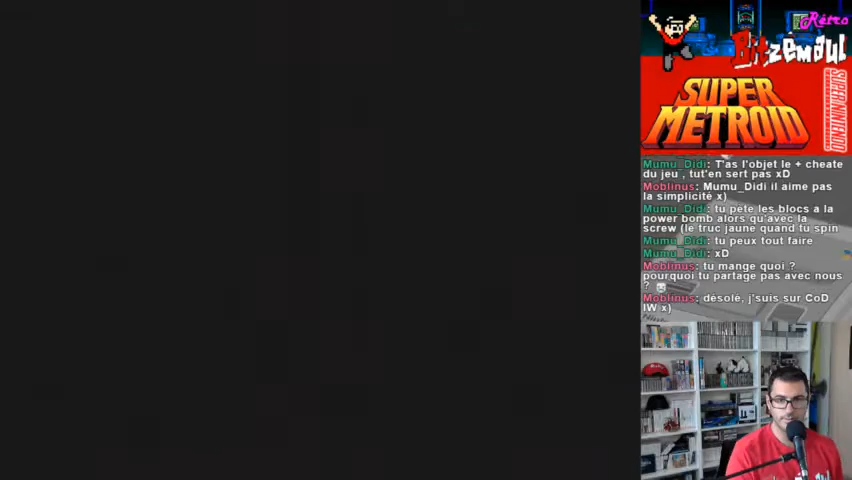 Rétro
Bitzemaul
SUPER
METROID
SUPER NINTENDO
Mumu_Didi: T'as l'objet le + cheate
du jeu , tut'en sert pas xD
Moblinus: Mumu_Didi il aime pas
la simplicité x)
Mumu_Didi: tu pète les blocs a la
power bomb alors qu'avec la
screw (le truc jaune quand tu spin
Mumu_Didi: tu peux tout faire
Mumu_Didi: xD
Moblinus: tu mange quoi ?
pourquoi tu partage pas avec nous
?
Moblinus: désolé, j'suis sur CoD
IW x)